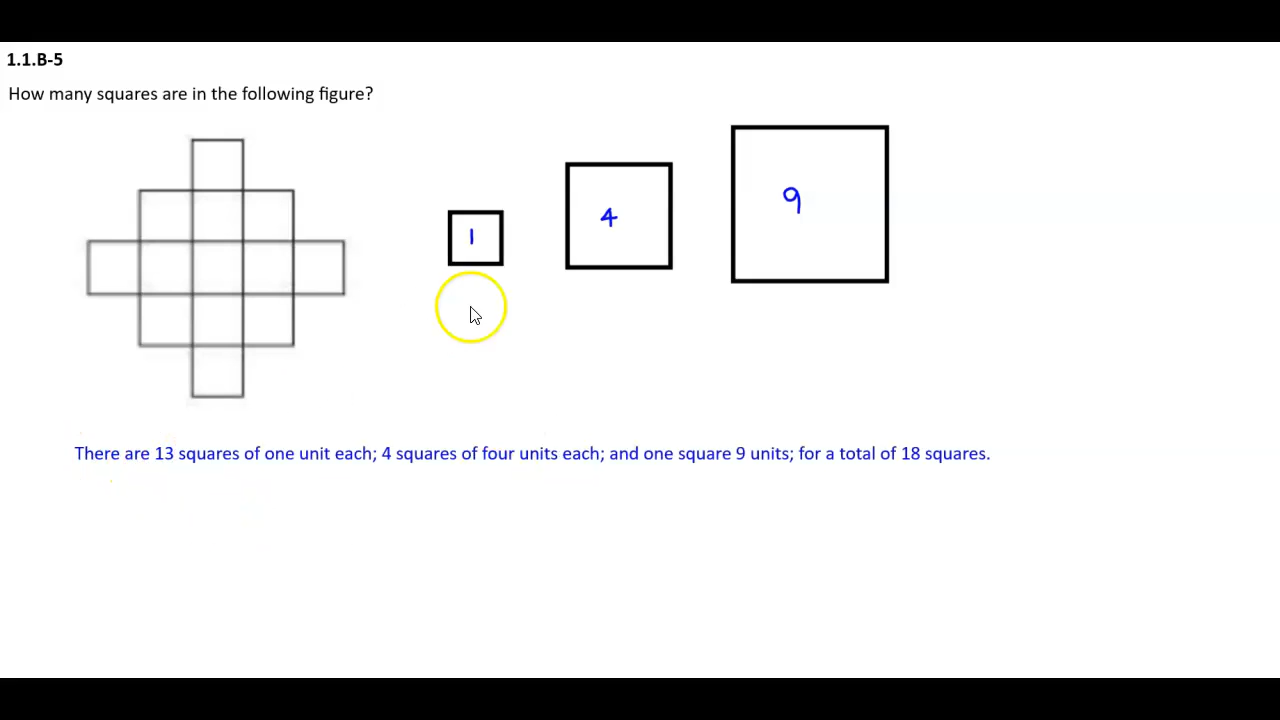 1.1.B-5
How many squares are in the following figure?
1
4
9
There are 13 squares of one unit each; 4 squares of four units each; and one square 9 units; for a total of 18 squares.